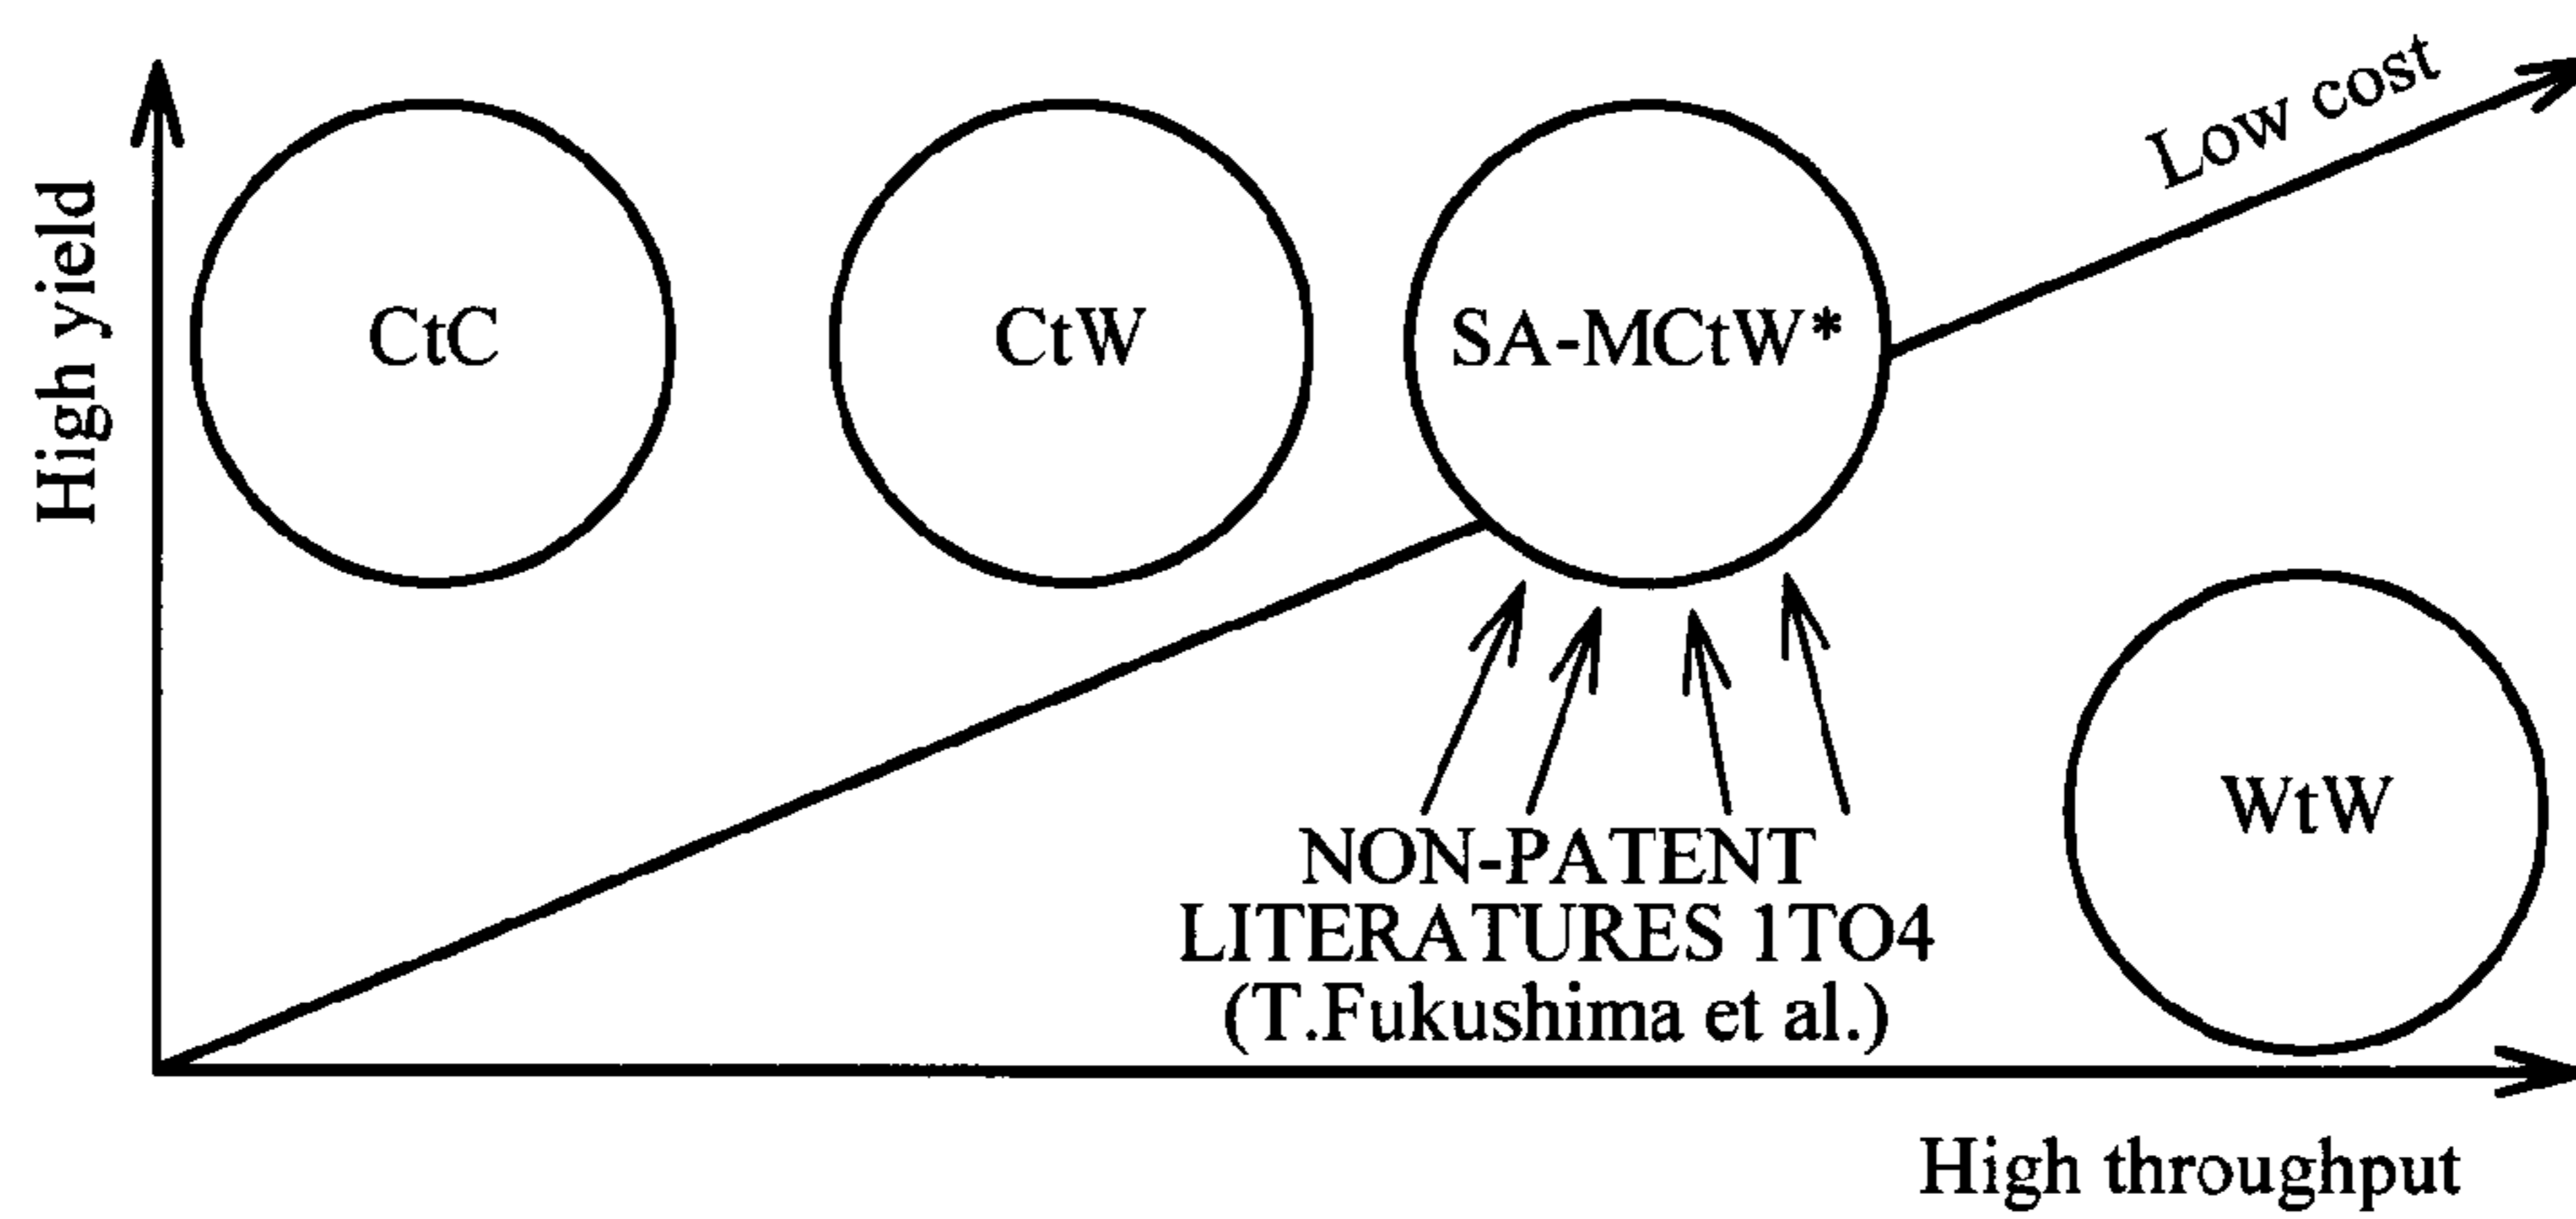 Low cost
High yield
CtC
CtW
SA-MCtW*
WtW
NON-PATENT
LITERATURES 1TO4
(T.Fukushima et al.)
High throughput